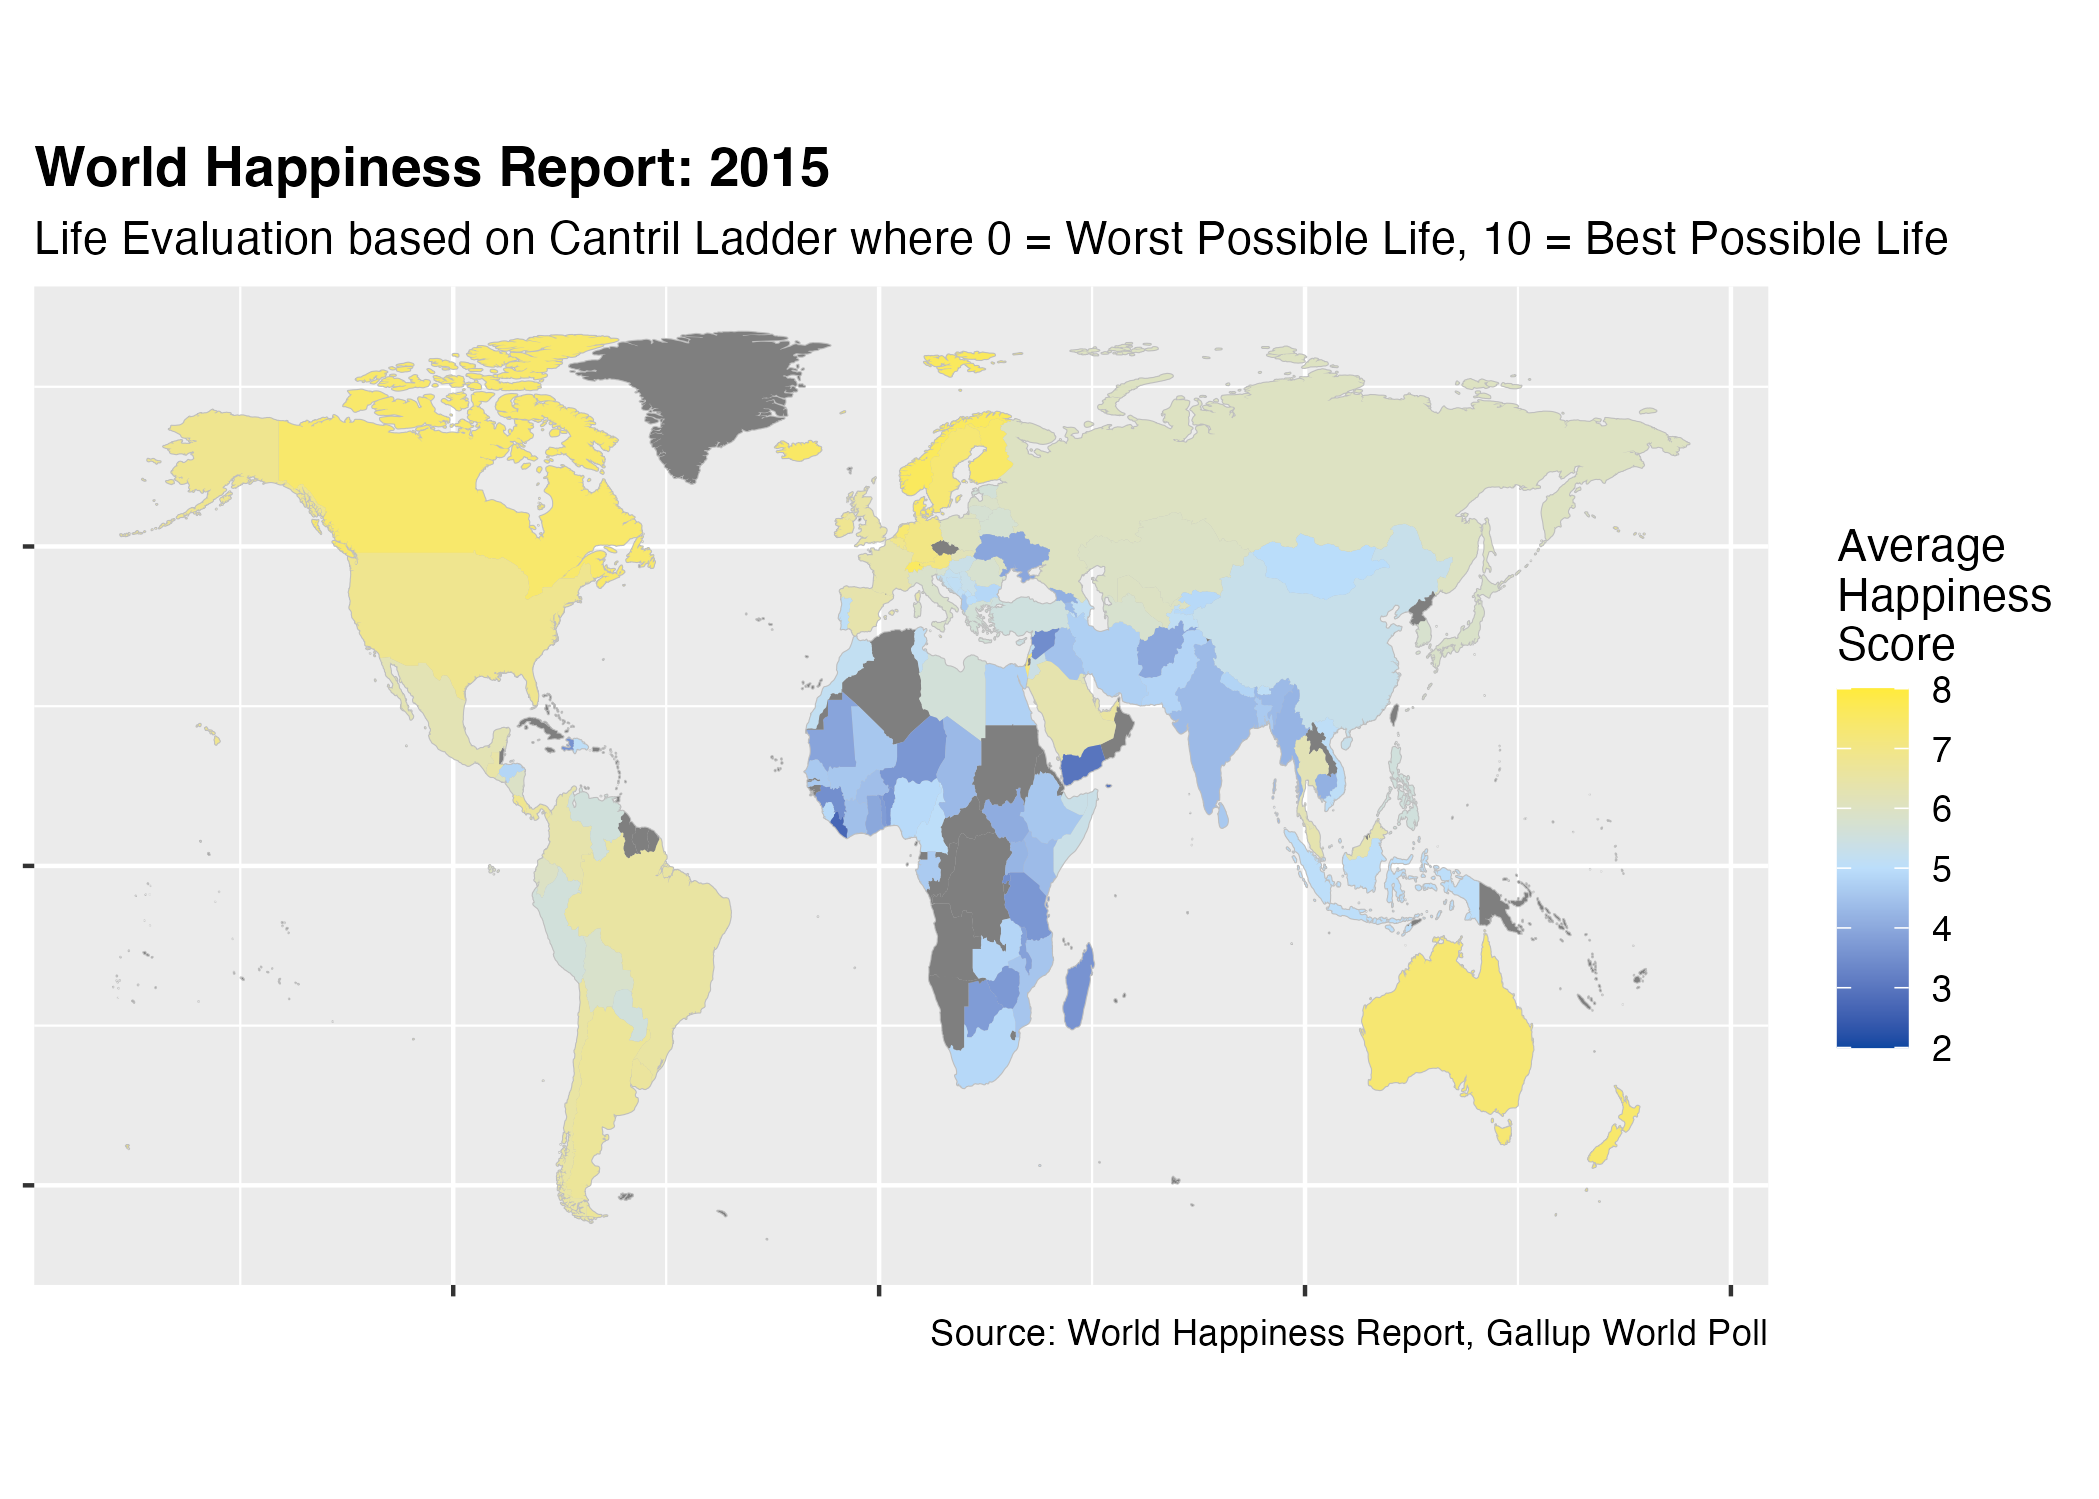 World Happiness Report: 2015
Life Evaluation based on Cantril Ladder where 0 = Worst Possible Life, 10 = Best Possible Life
Average
Happiness
Score
8
7
6
5
4
3
2
Source: World Happiness Report, Gallup World Poll